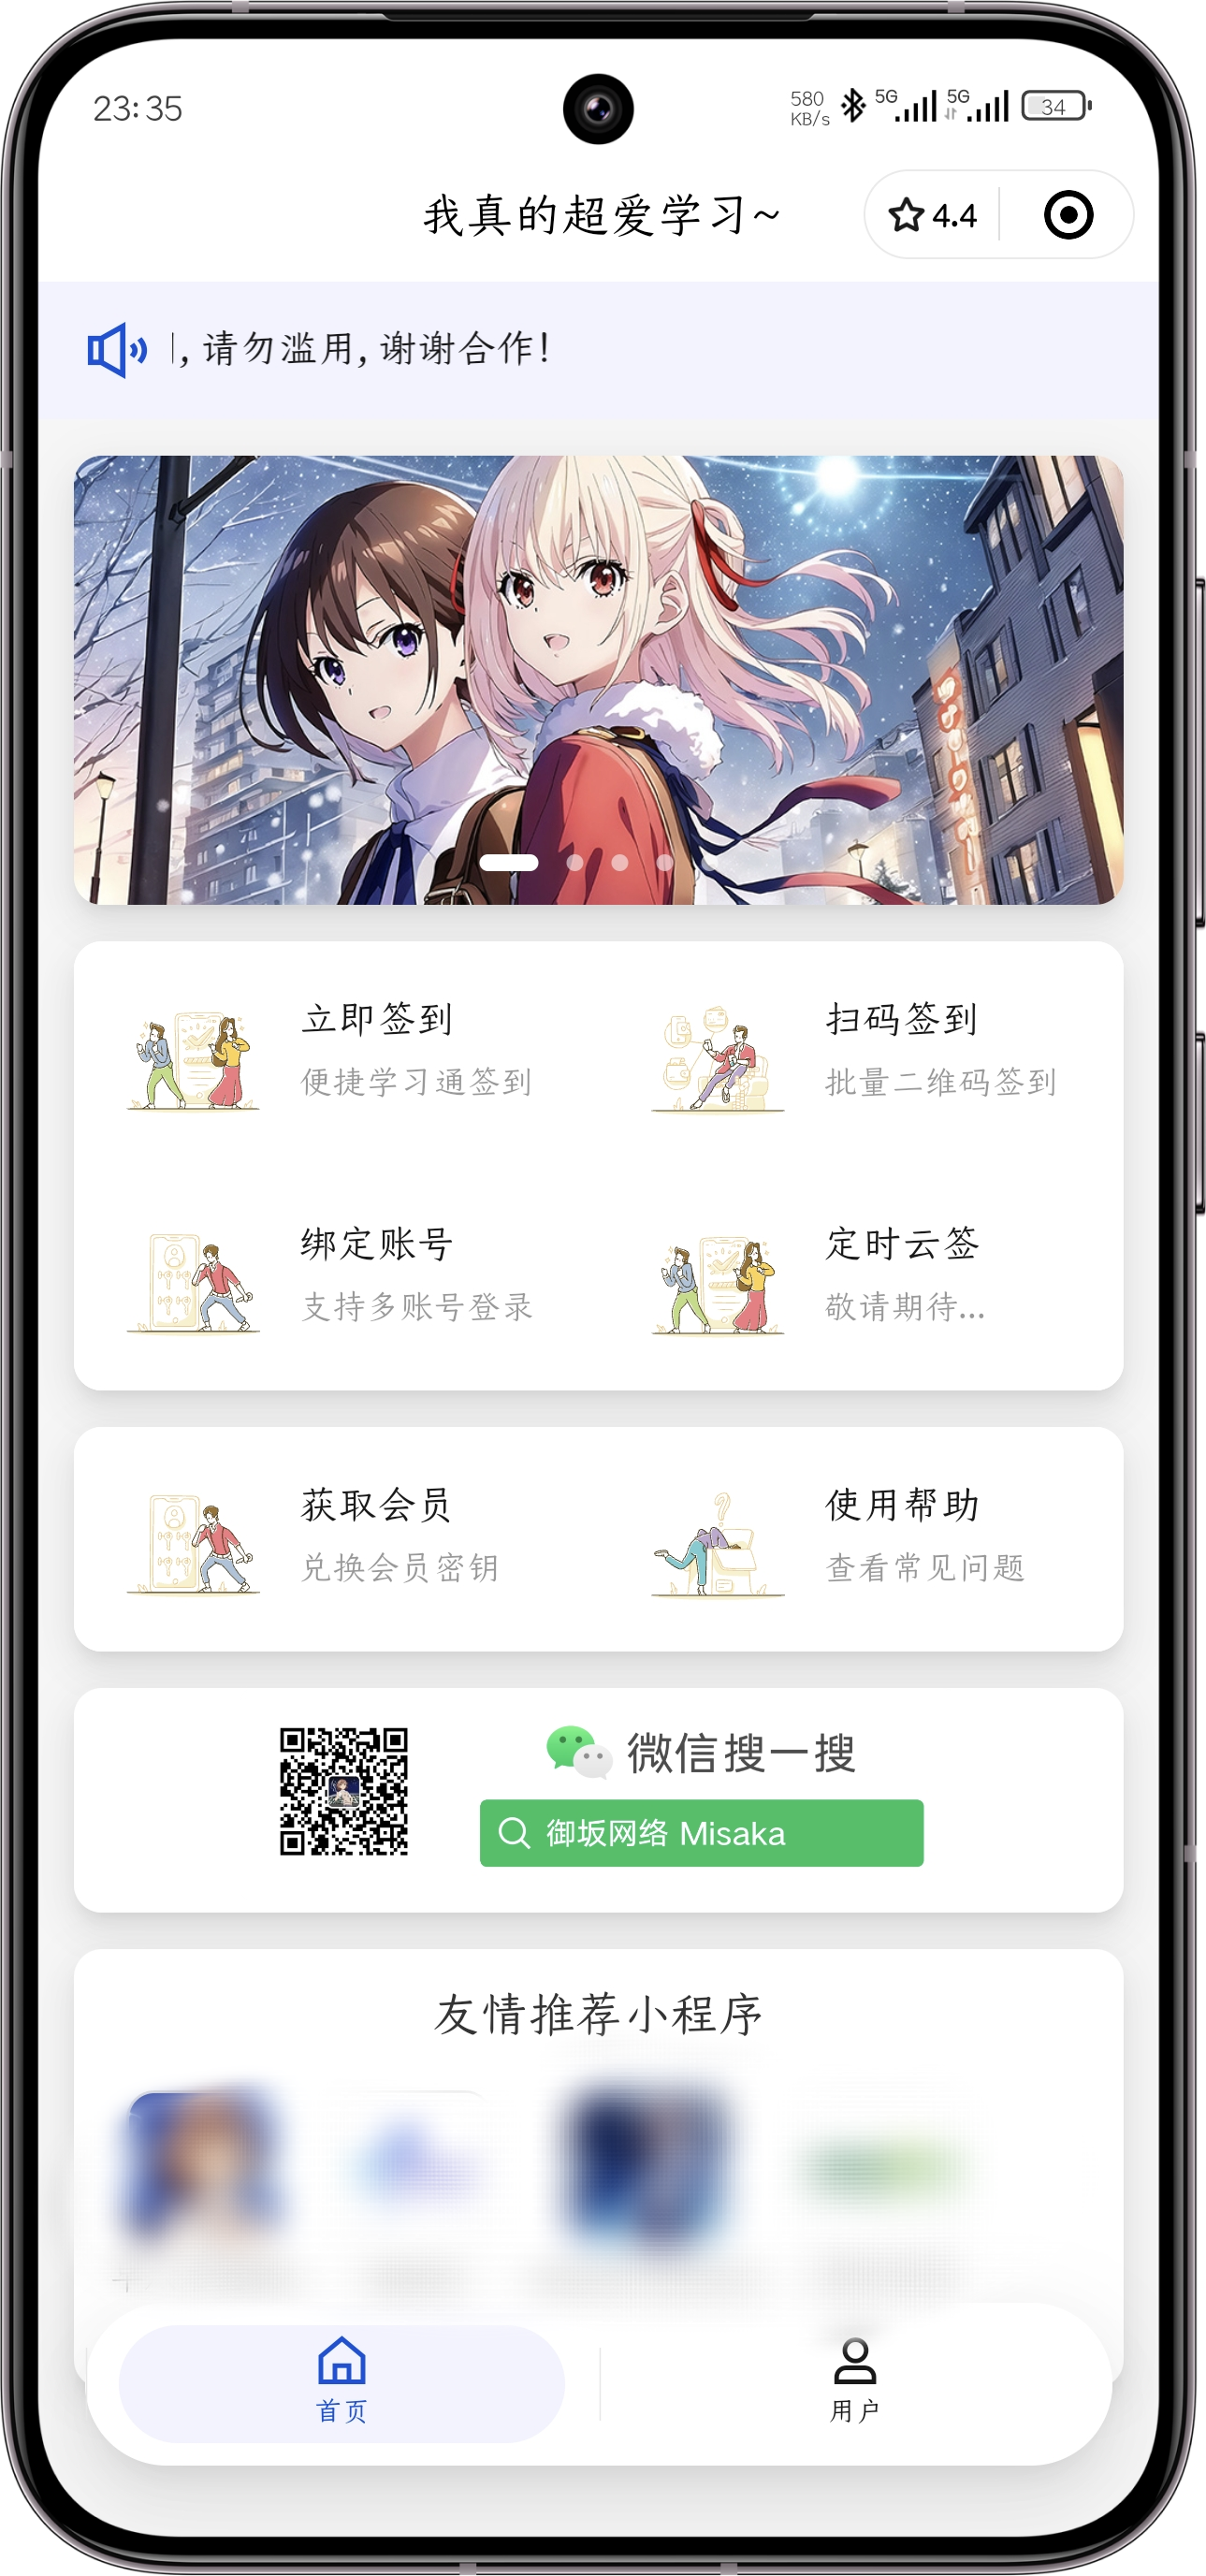 23:35
580 KB/s 5G 5G 34
我真的超爱学习~
4.4
, 请勿滥用, 谢谢合作!
立即签到
便捷学习通签到
扫码签到
批量二维码签到
绑定账号
支持多账号登录
定时云签
敬请期待...
获取会员
兑换会员密钥
使用帮助
查看常见问题
微信搜一搜
御坂网络 Misaka
友情推荐小程序
首页
用户